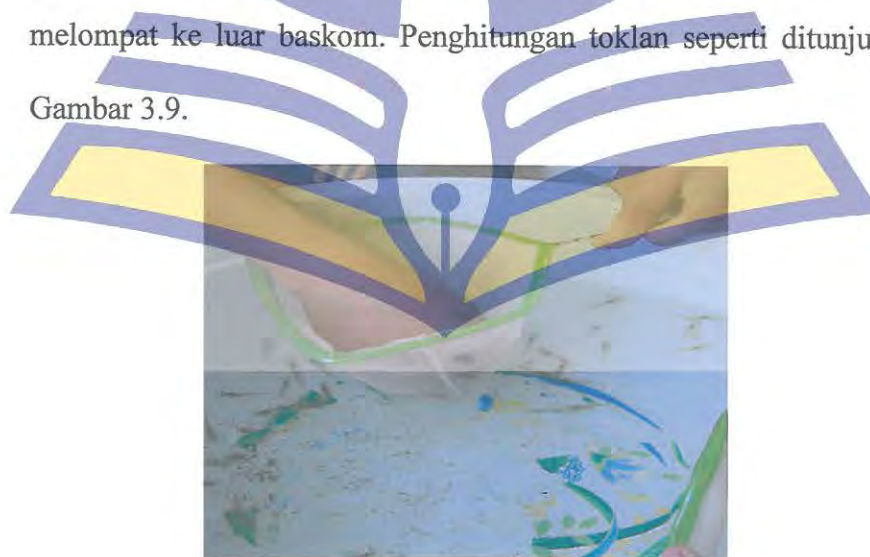 melompat ke luar baskom. Penghitungan toklan seperti ditunju
Gambar 3.9.